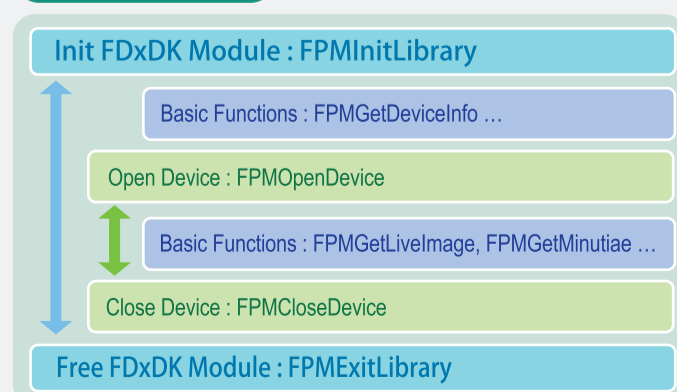 Init FDxDK Module : FPMInitLibrary
Basic Functions : FPMGetDeviceInfo …
Open Device : FPMOpenDevice
Basic Functions : FPMGetLiveImage, FPMGetMinutiae …
Close Device : FPMCloseDevice
Free FDxDK Module : FPMExitLibrary